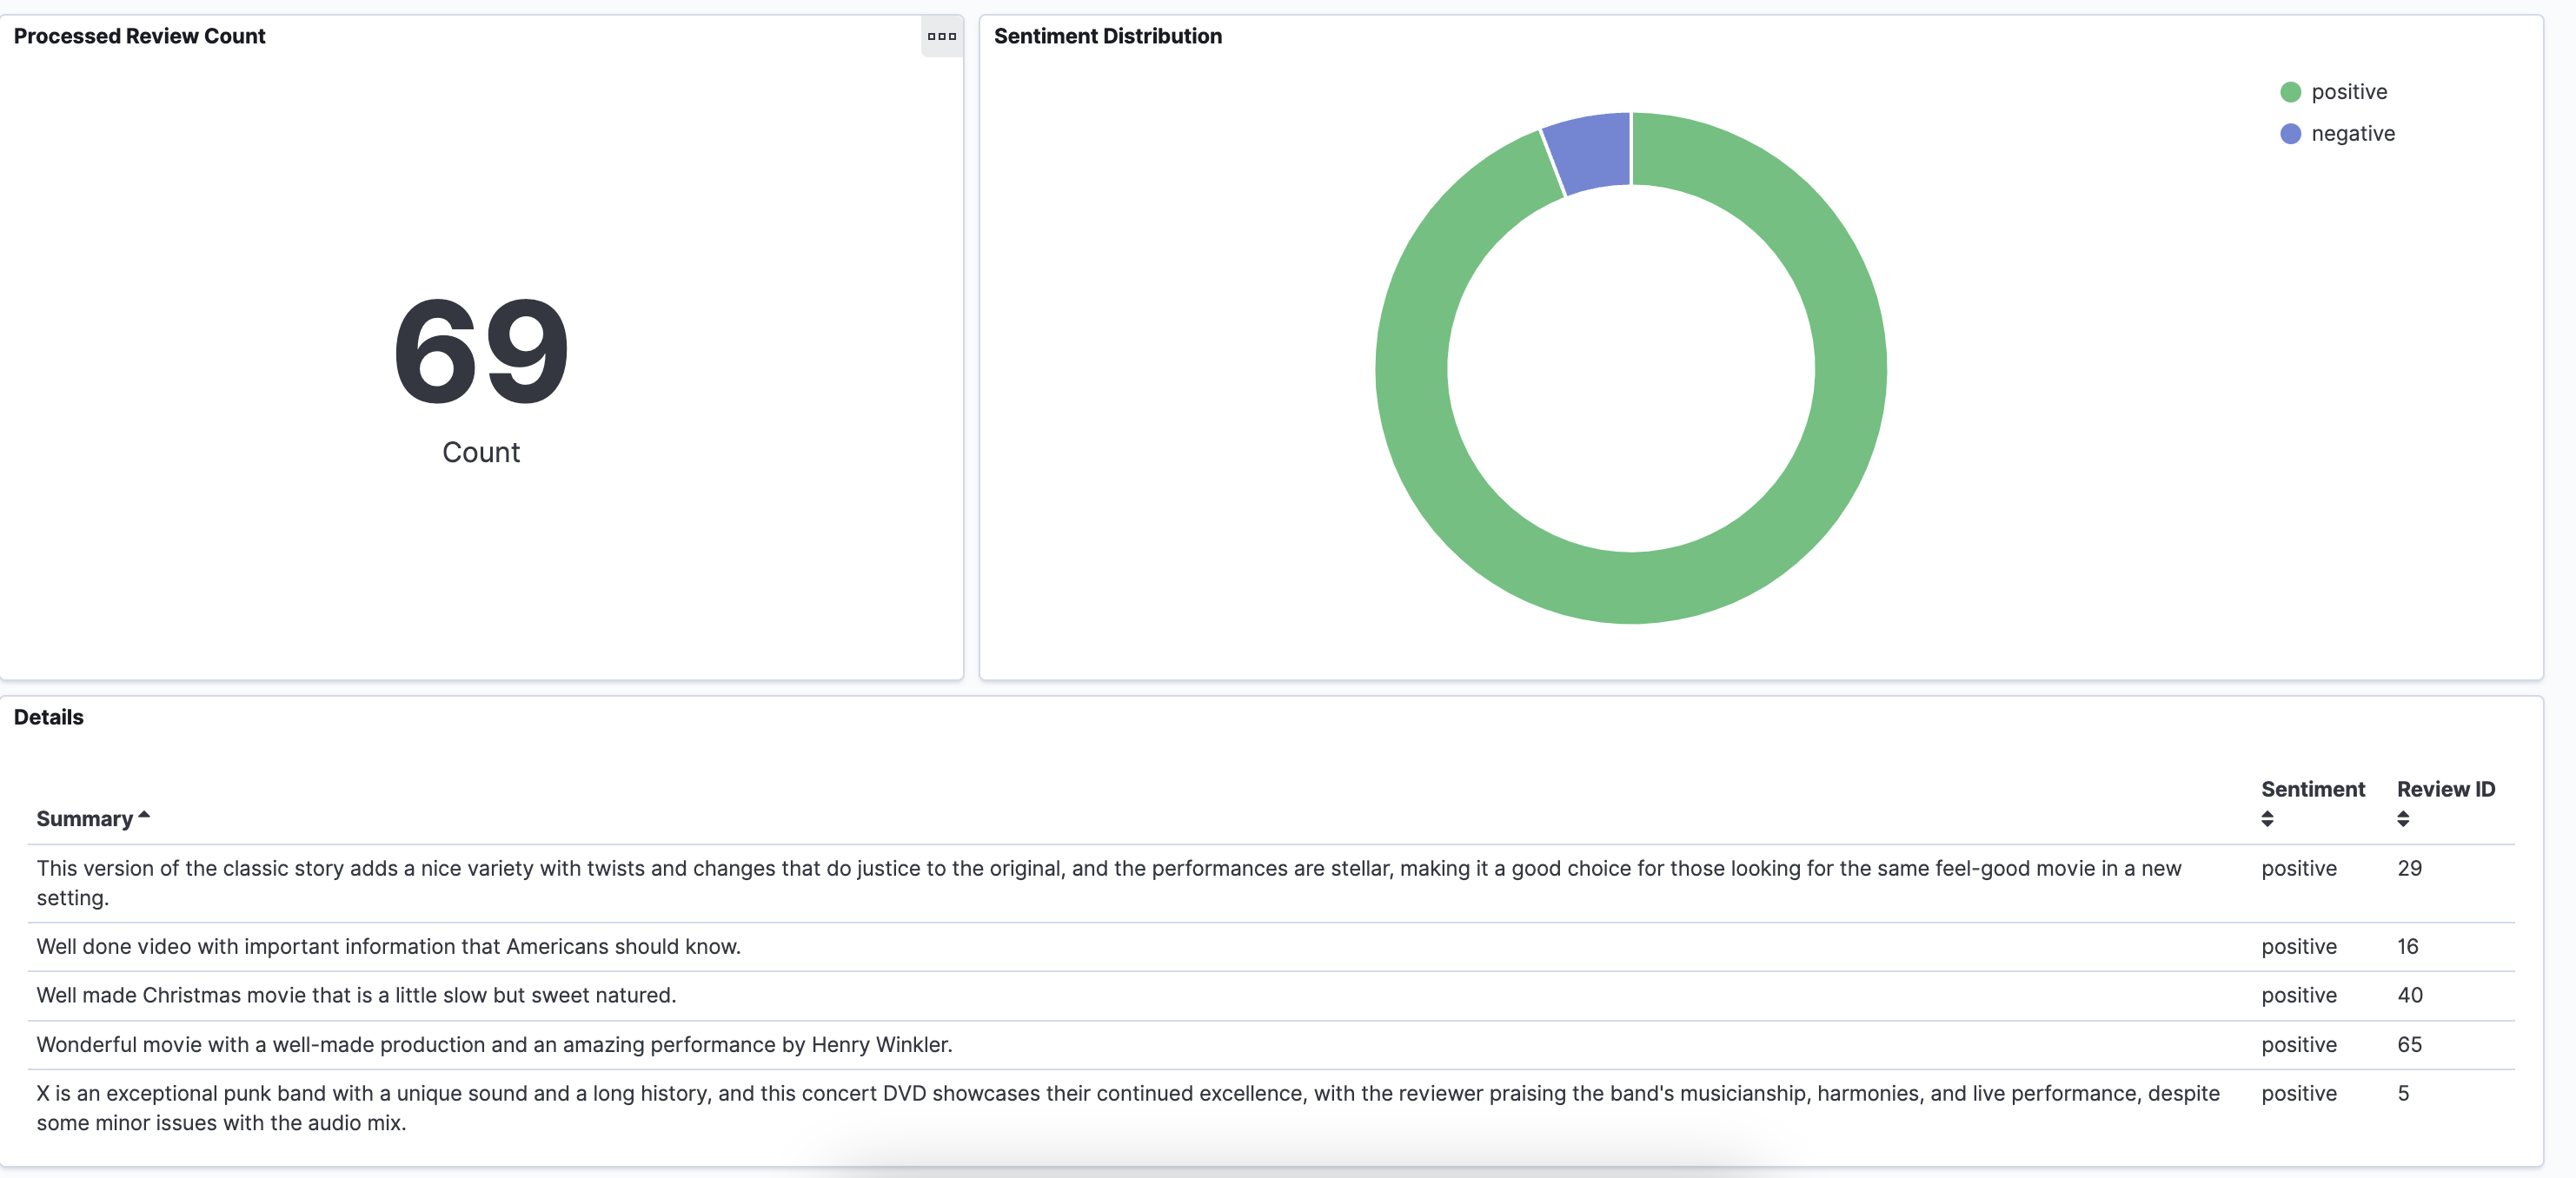 Processed Review Count
69
Count
Sentiment Distribution
positive
negative
Details
Summary
Sentiment
Review ID
This version of the classic story adds a nice variety with twists and changes that do justice to the original, and the performances are stellar, making it a good choice for those looking for the same feel-good movie in a new
setting.
positive
29
Well done video with important information that Americans should know.
positive
16
Well made Christmas movie that is a little slow but sweet natured.
positive
40
Wonderful movie with a well-made production and an amazing performance by Henry Winkler.
positive
65
X is an exceptional punk band with a unique sound and a long history, and this concert DVD showcases their continued excellence, with the reviewer praising the band's musicianship, harmonies, and live performance, despite
some minor issues with the audio mix.
positive
5